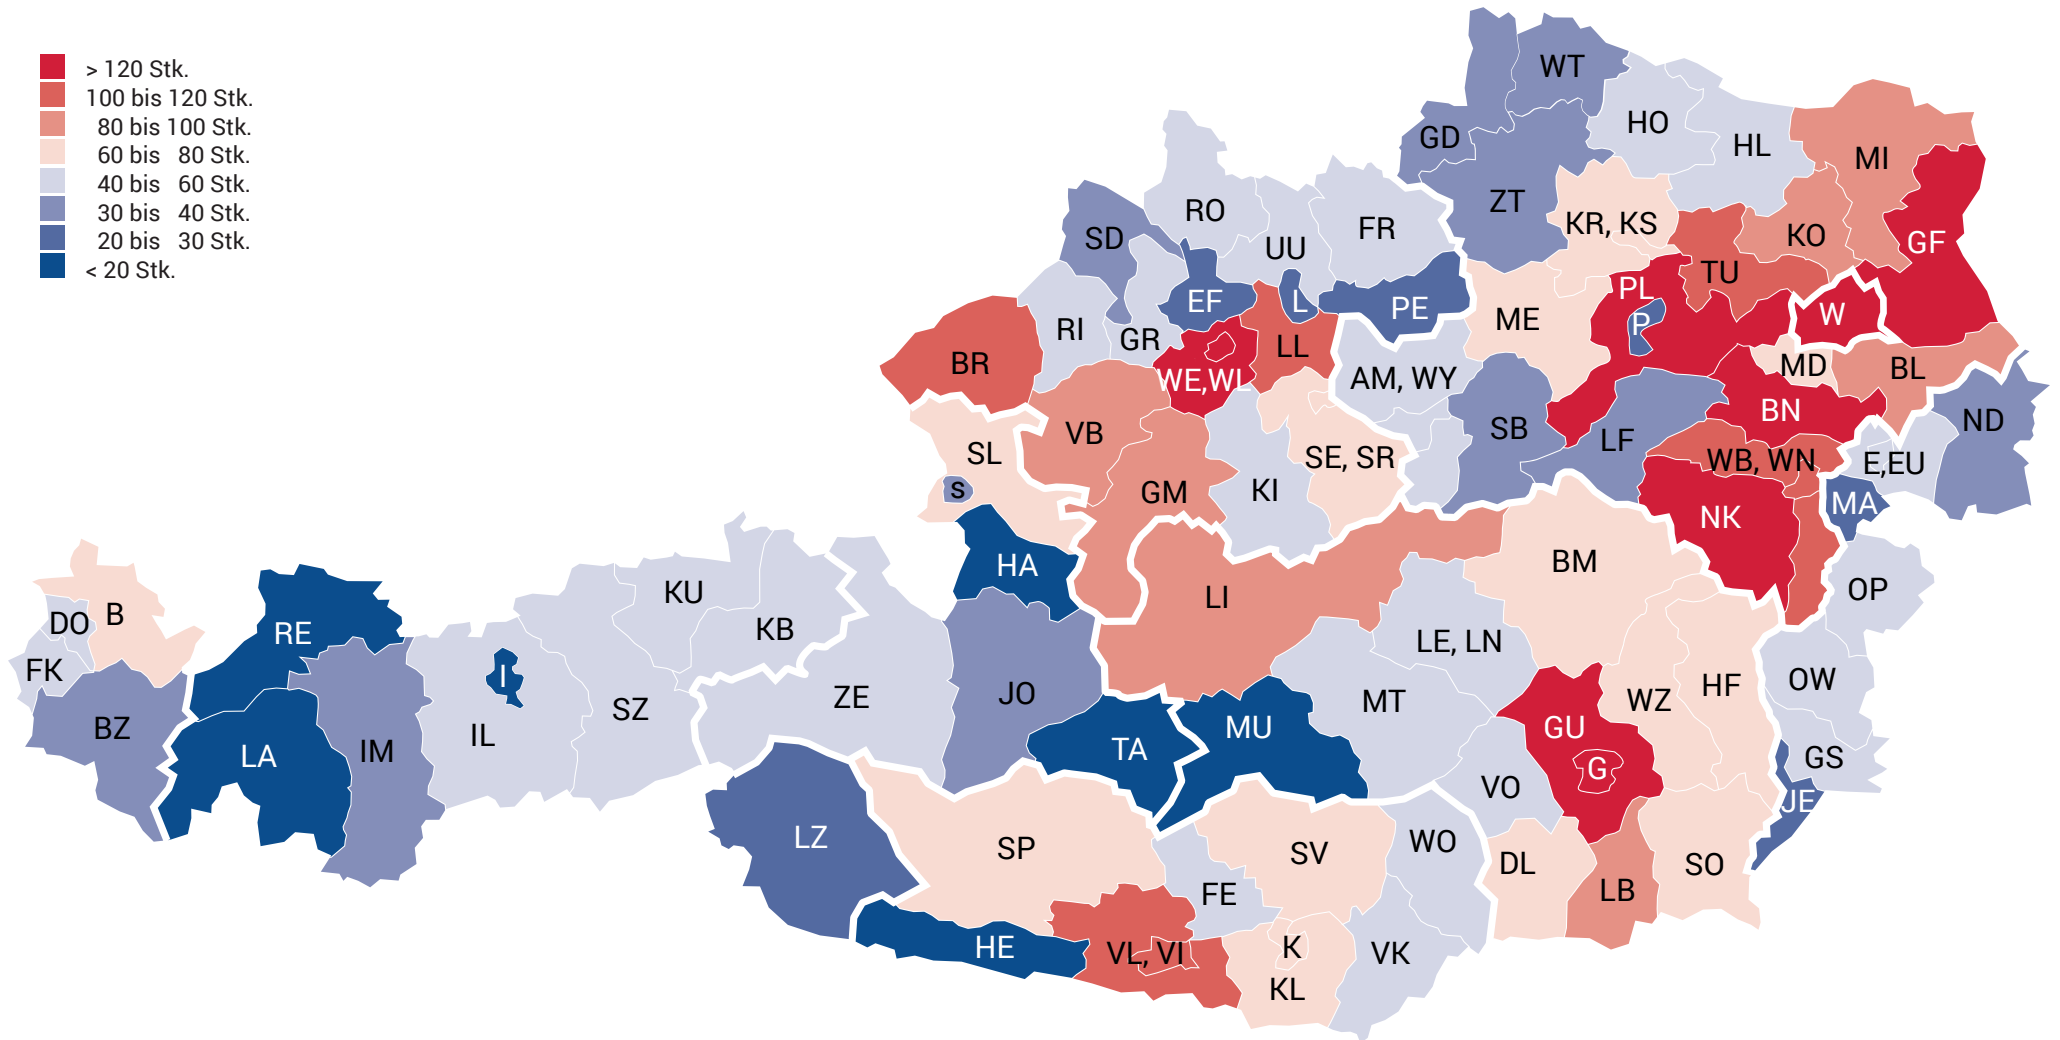 > 120 Stk.
100 bis 120 Stk.
80 bis 100 Stk.
60 bis 80 Stk.
40 bis 60 Stk.
30 bis 40 Stk.
20 bis 30 Stk.
< 20 Stk.
WT
HO
GD
HL
MI
ZT
RO
KR, KS
FR
SD
KO
GF
UU
TU
PL
EF
L
PE
W
ME
P
RI
GR
LL
BR
MD
BL
WE,WL
AM, WY
BN
ND
VB
SB
LF
SL
SE, SR
WB, WN
E,EU
S
GM
KI
MA
NK
HA
BM
OP
LI
KU
B
DO
RE
KB
LE, LN
FK
I
OW
HF
JO
ZE
WZ
MT
SZ
BZ
GU
MU
IL
TA
IM
LA
GS
G
VO
JE
LZ
WO
SP
SV
DL
SO
LB
FE
HE
K
VL, VI
VK
KL